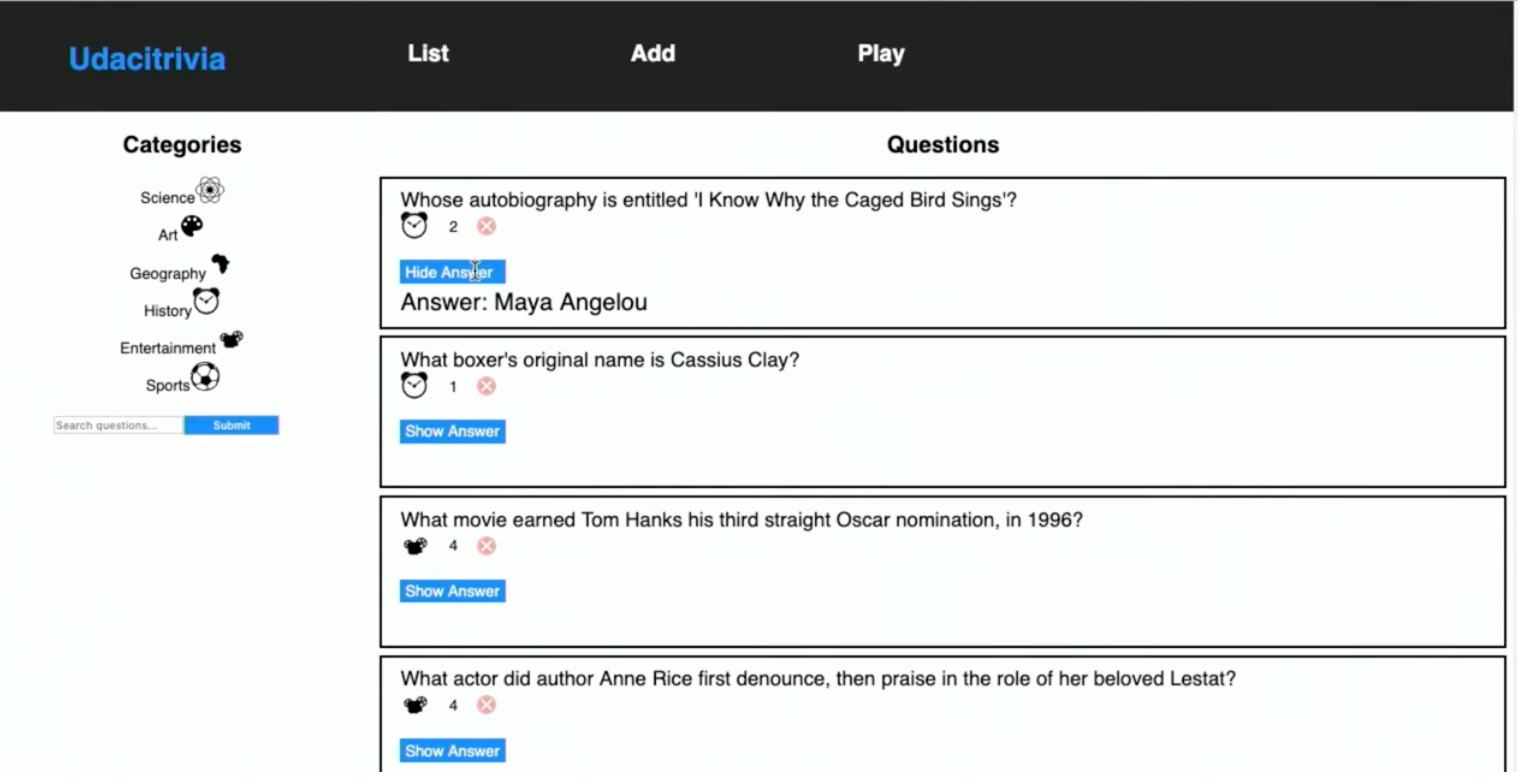 Udacitrivia
List
Add
Play
Categories
Science
Art
Geography
History
Entertainment
Sports
Search questions...
Submit
Questions
Whose autobiography is entitled 'I Know Why the Caged Bird Sings'?
2
Hide Answer
Answer: Maya Angelou
What boxer's original name is Cassius Clay?
1
Show Answer
What movie earned Tom Hanks his third straight Oscar nomination, in 1996?
4
Show Answer
What actor did author Anne Rice first denounce, then praise in the role of her beloved Lestat?
4
Show Answer